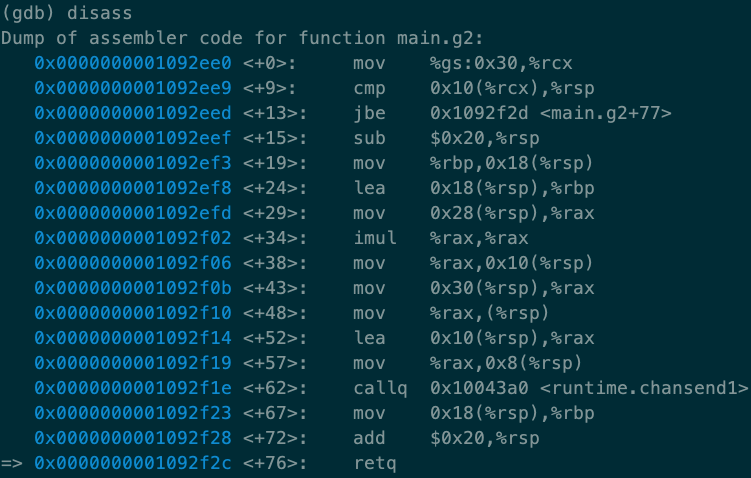 (gdb) disass
Dump of assembler code for function main.g2:
   0x0000000001092ee0 <+0>:     mov    %gs:0x30,%rcx
   0x0000000001092ee9 <+9>:     cmp    0x10(%rcx),%rsp
   0x0000000001092eed <+13>:    jbe    0x1092f2d <main.g2+77>
   0x0000000001092eef <+15>:    sub    $0x20,%rsp
   0x0000000001092ef3 <+19>:    mov    %rbp,0x18(%rsp)
   0x0000000001092ef8 <+24>:    lea    0x18(%rsp),%rbp
   0x0000000001092efd <+29>:    mov    0x28(%rsp),%rax
   0x0000000001092f02 <+34>:    imul   %rax,%rax
   0x0000000001092f06 <+38>:    mov    %rax,0x10(%rsp)
   0x0000000001092f0b <+43>:    mov    0x30(%rsp),%rax
   0x0000000001092f10 <+48>:    mov    %rax,(%rsp)
   0x0000000001092f14 <+52>:    lea    0x10(%rsp),%rax
   0x0000000001092f19 <+57>:    mov    %rax,0x8(%rsp)
   0x0000000001092f1e <+62>:    callq  0x10043a0 <runtime.chansend1>
   0x0000000001092f23 <+67>:    mov    0x18(%rsp),%rbp
   0x0000000001092f28 <+72>:    add    $0x20,%rsp
=> 0x0000000001092f2c <+76>:    retq